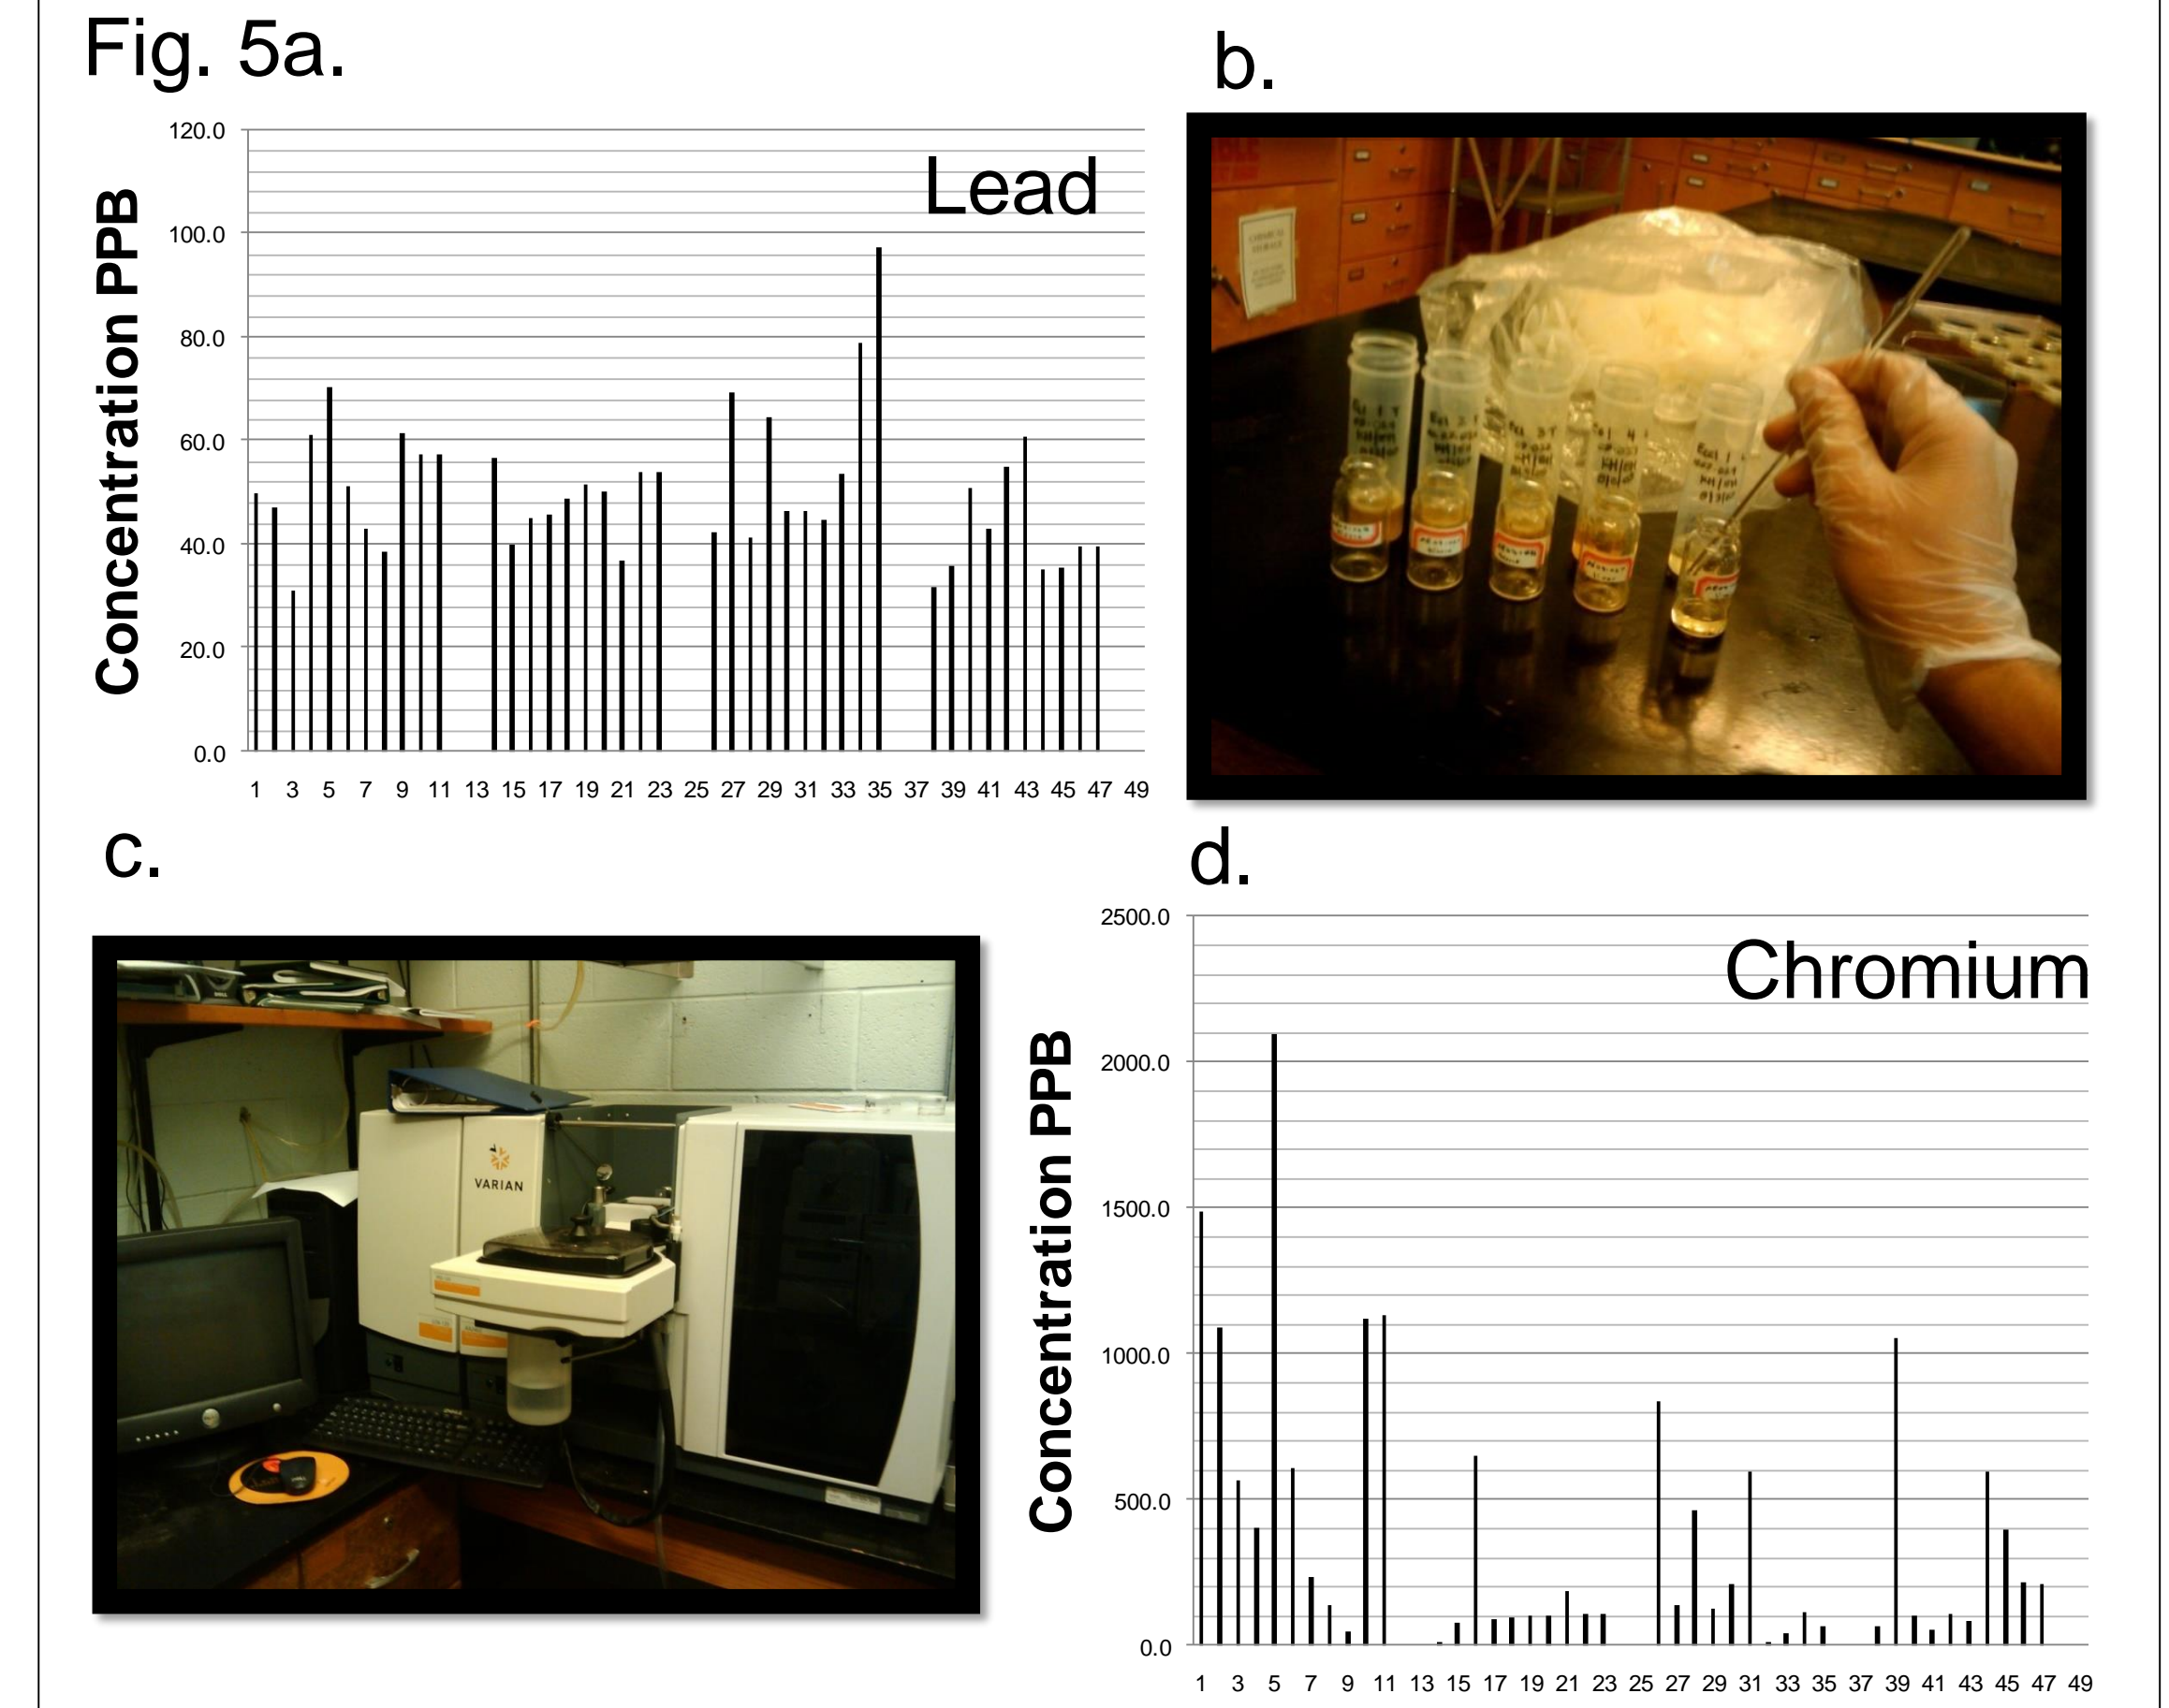 Fig. 5a.
b.
Lead
Concentration PPB
120.0
100.0
80.0
60.0
40.0
20.0
0.0
1 3 5 7 9 11 13 15 17 19 21 23 25 27 29 31 33 35 37 39 41 43 45 47 49
c.
d.
VARIAN
Chromium
Concentration PPB
2500.0
2000.0
1500.0
1000.0
500.0
0.0
1 3 5 7 9 11 13 15 17 19 21 23 25 27 29 31 33 35 37 39 41 43 45 47 49